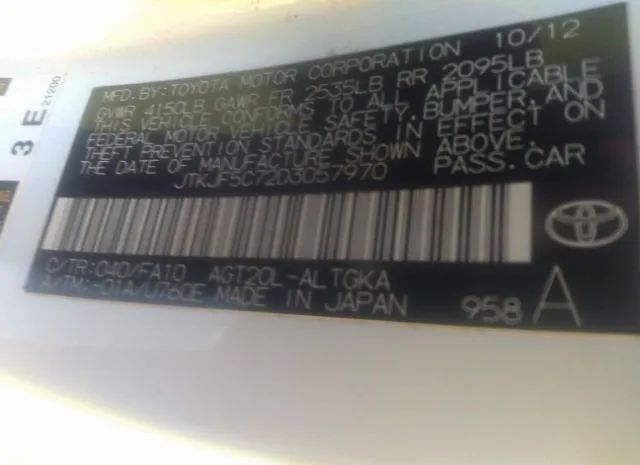 MFD.BY:TOYOTA MOTOR CORPORATION 10/12
GVWR 4150LB GAWR FR 2535LB RR 2095LB
THIS VEHICLE CONFORMS TO ALL APPLICABLE
FEDERAL MOTOR VEHICLE SAFETY,BUMPER,AND
THEFT PREVENTION STANDARDS IN EFFECT ON
THE DATE OF MANUFACTURE SHOWN ABOVE.
JTKJF5C72D3057970 PASS.CAR
C/TR:040/FA10 AGT20L-ALTGKA
A/TM:-01A/U760E MADE IN JAPAN
958 A
3 E
21200